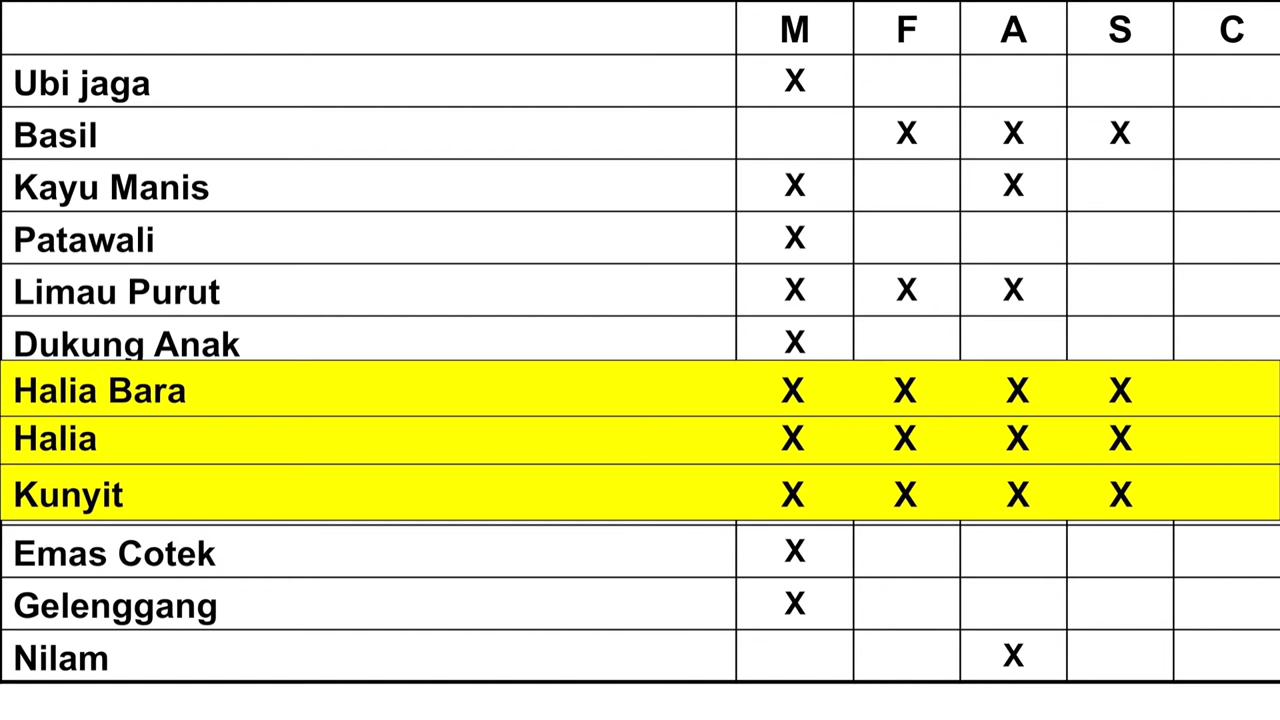 M F A S C
Ubi jaga X
Basil X X X
Kayu Manis X X
Patawali X
Limau Purut X X X
Dukung Anak X
Halia Bara X X X X
Halia X X X X
Kunyit X X X X
Emas Cotek X
Gelenggang X
Nilam X